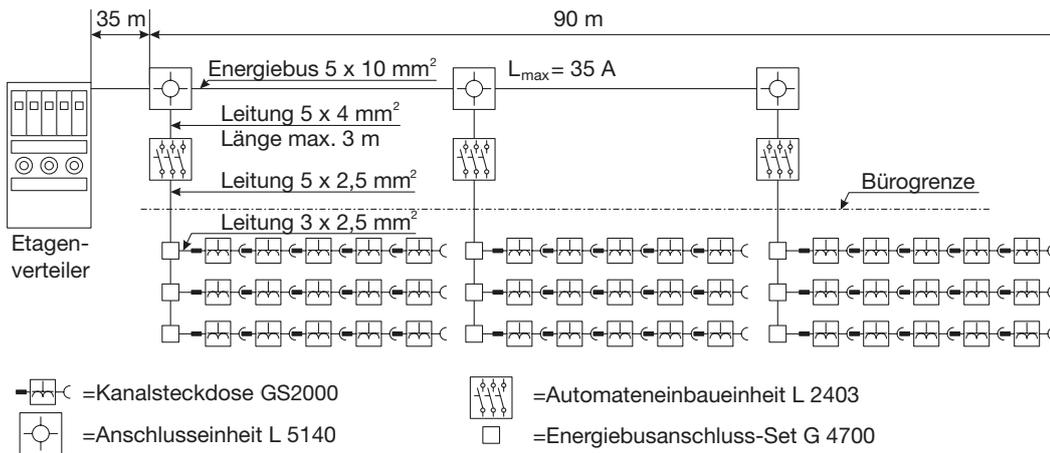 35 m
90 m
Energiebus 5 x 10 mm²
Lmax = 35 A
Leitung 5 x 4 mm²
Länge max. 3 m
Leitung 5 x 2,5 mm²
Bürogrenze
Leitung 3 x 2,5 mm²
Etagen-
verteiler
=Kanalsteckdose GS2000
=Automateneinbaueinheit L 2403
=Anschlusseinheit L 5140
=Energiebusanschluss-Set G 4700